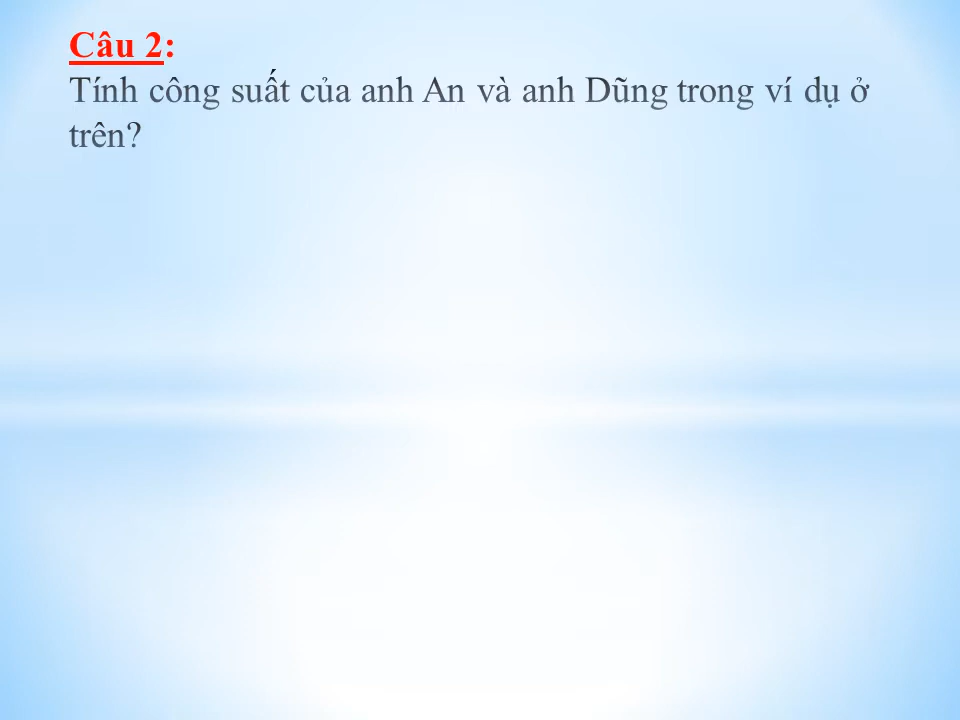 Câu 2:
Tính công suất của anh An và anh Dũng trong ví dụ ở
trên?